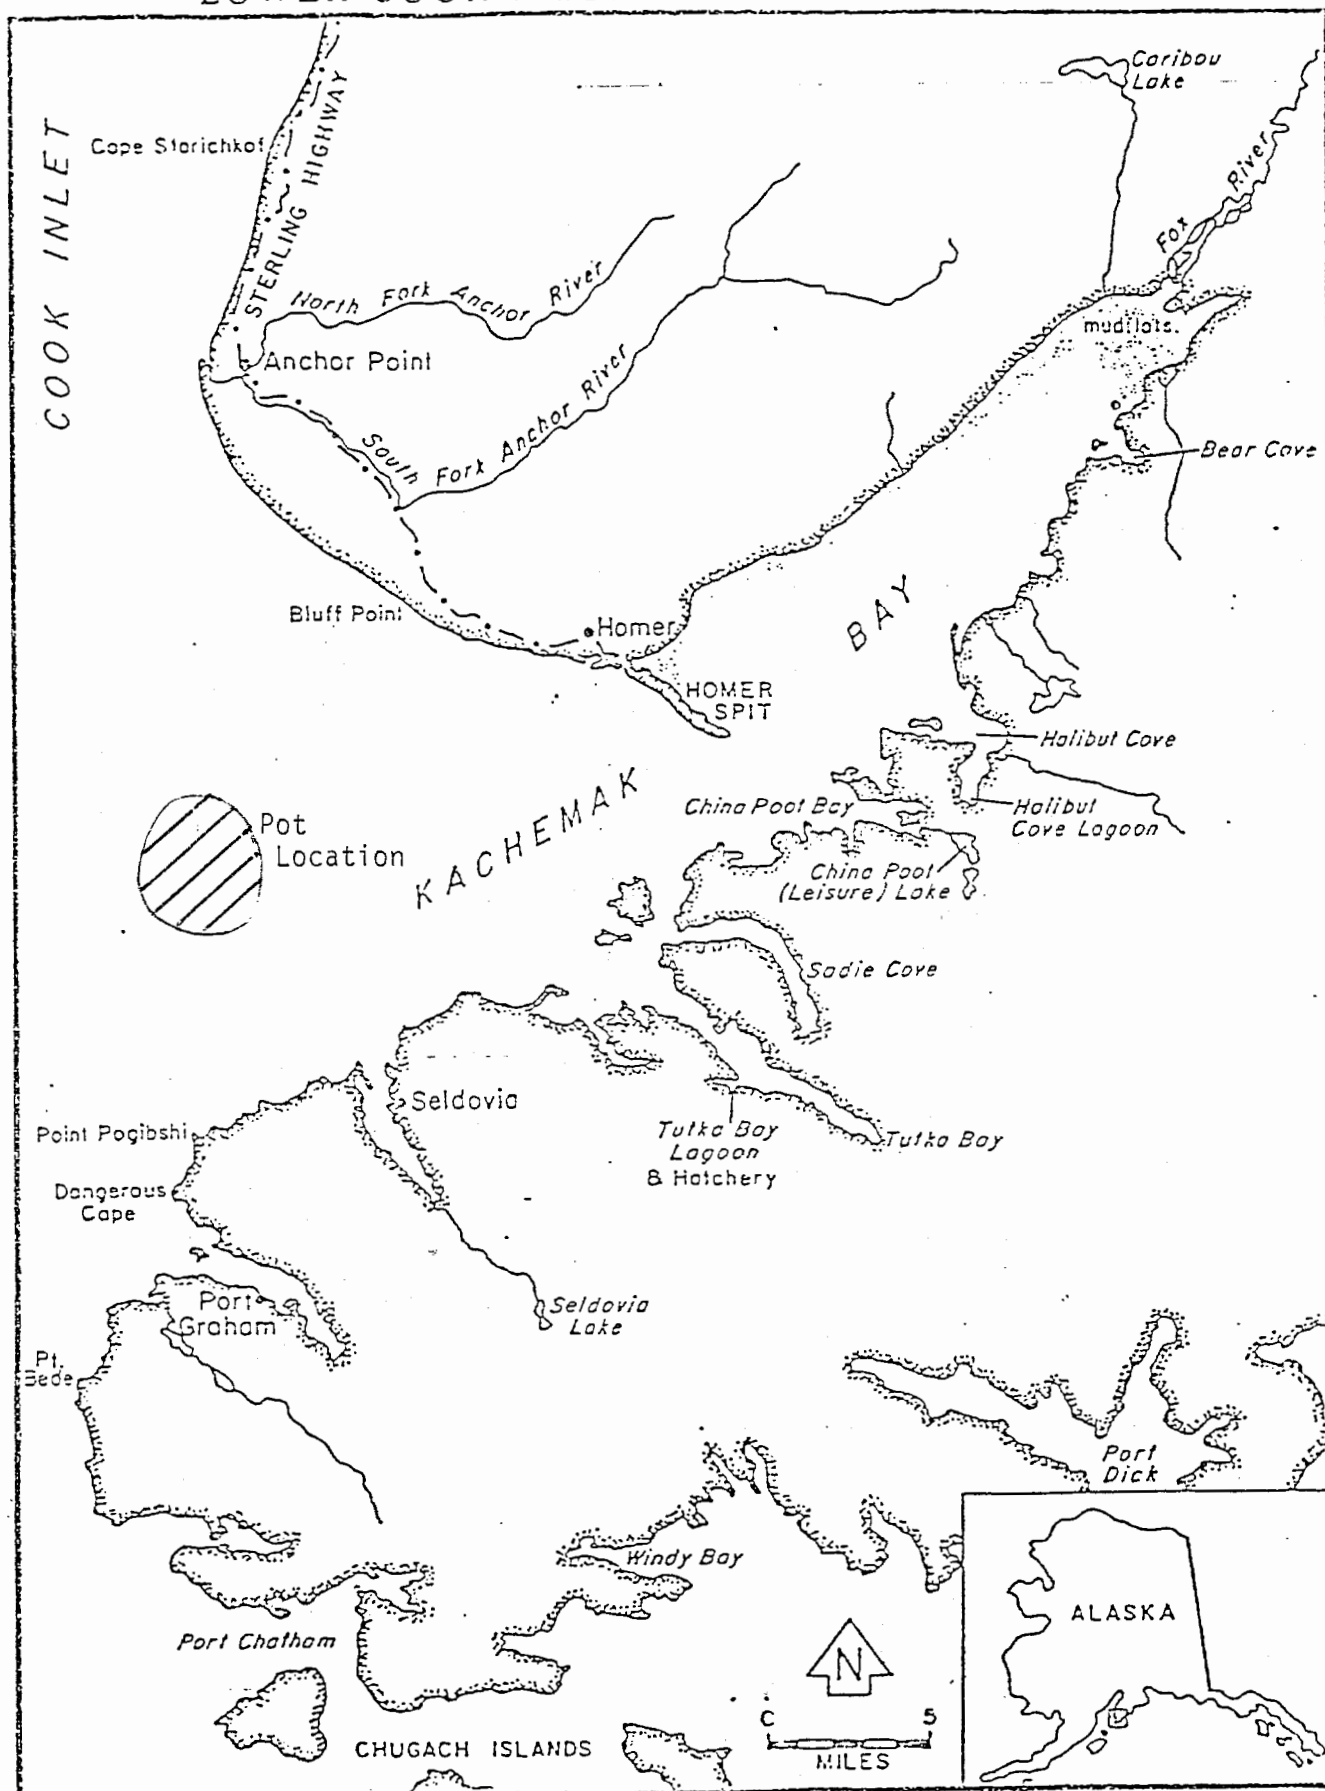 Caribou
Lake
COOK INLET
Cape Starichkof
STERLING HIGHWAY
Fox River
North Fork Anchor River
mudflats.
Anchor Point
South Fork Anchor River
Bear Cove
Bluff Point
Homer
KACHEMAK BAY
HOMER
SPIT
Halibut Cove
China Poot Bay
Halibut
Cove Lagoon
Pot
Location
China Poot
(Leisure) Lake
Sadie Cove
Seldovia
Point Pogibshi
Tutka Bay
Lagoon
& Hatchery
Tutka Bay
Dangerous
Cape
Port
Graham
Seldovia
Lake
Pt.
Bede
Port
Dick
Windy Bay
ALASKA
Port Chatham
N
0 5
MILES
CHUGACH ISLANDS